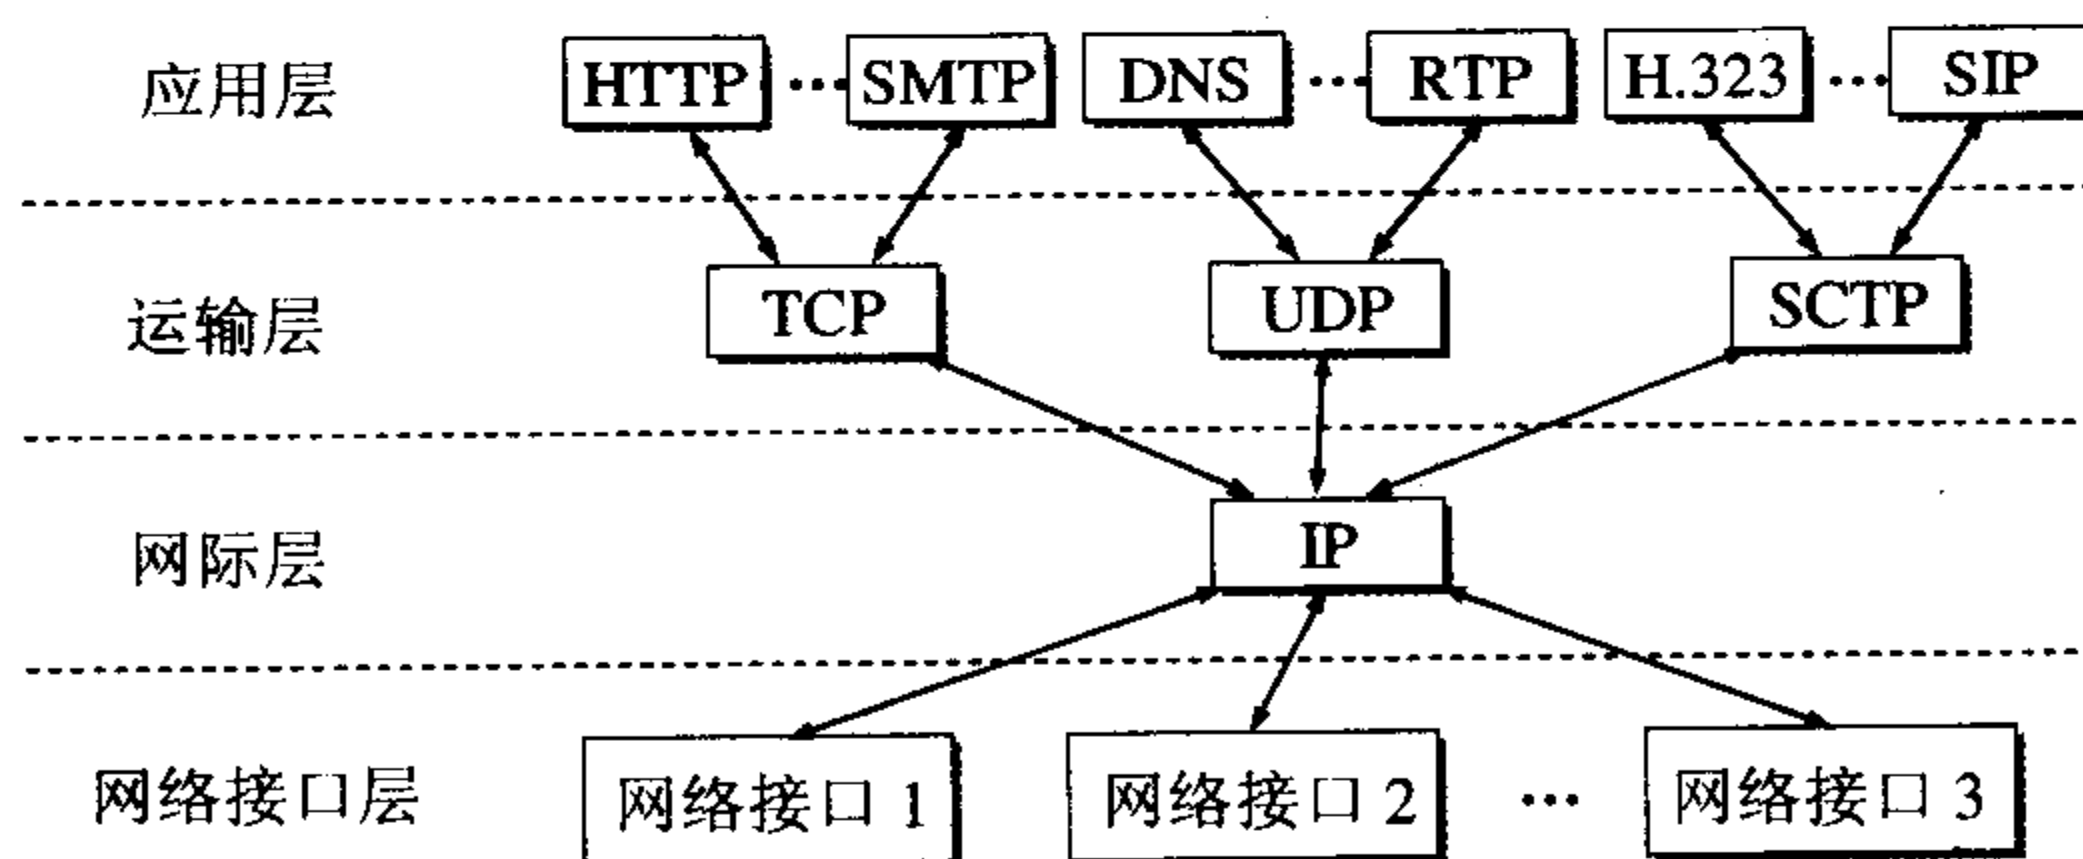 应用层 HTTP ··· SMTP DNS ··· RTP H.323 ··· SIP
运输层 TCP UDP SCTP
网际层 IP
网络接口层 网络接口 1 网络接口 2 ··· 网络接口 3